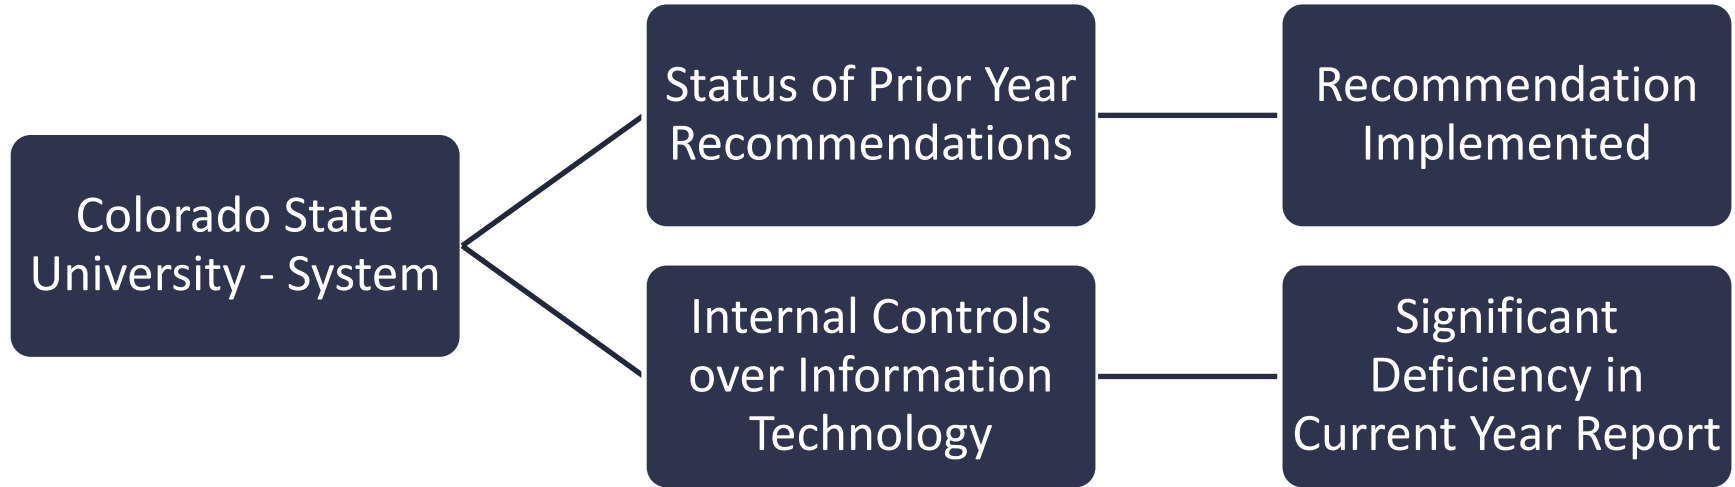 Colorado State
University - System
Status of Prior Year
Recommendations
Recommendation
Implemented
Internal Controls
over Information
Technology
Significant
Deficiency in
Current Year Report